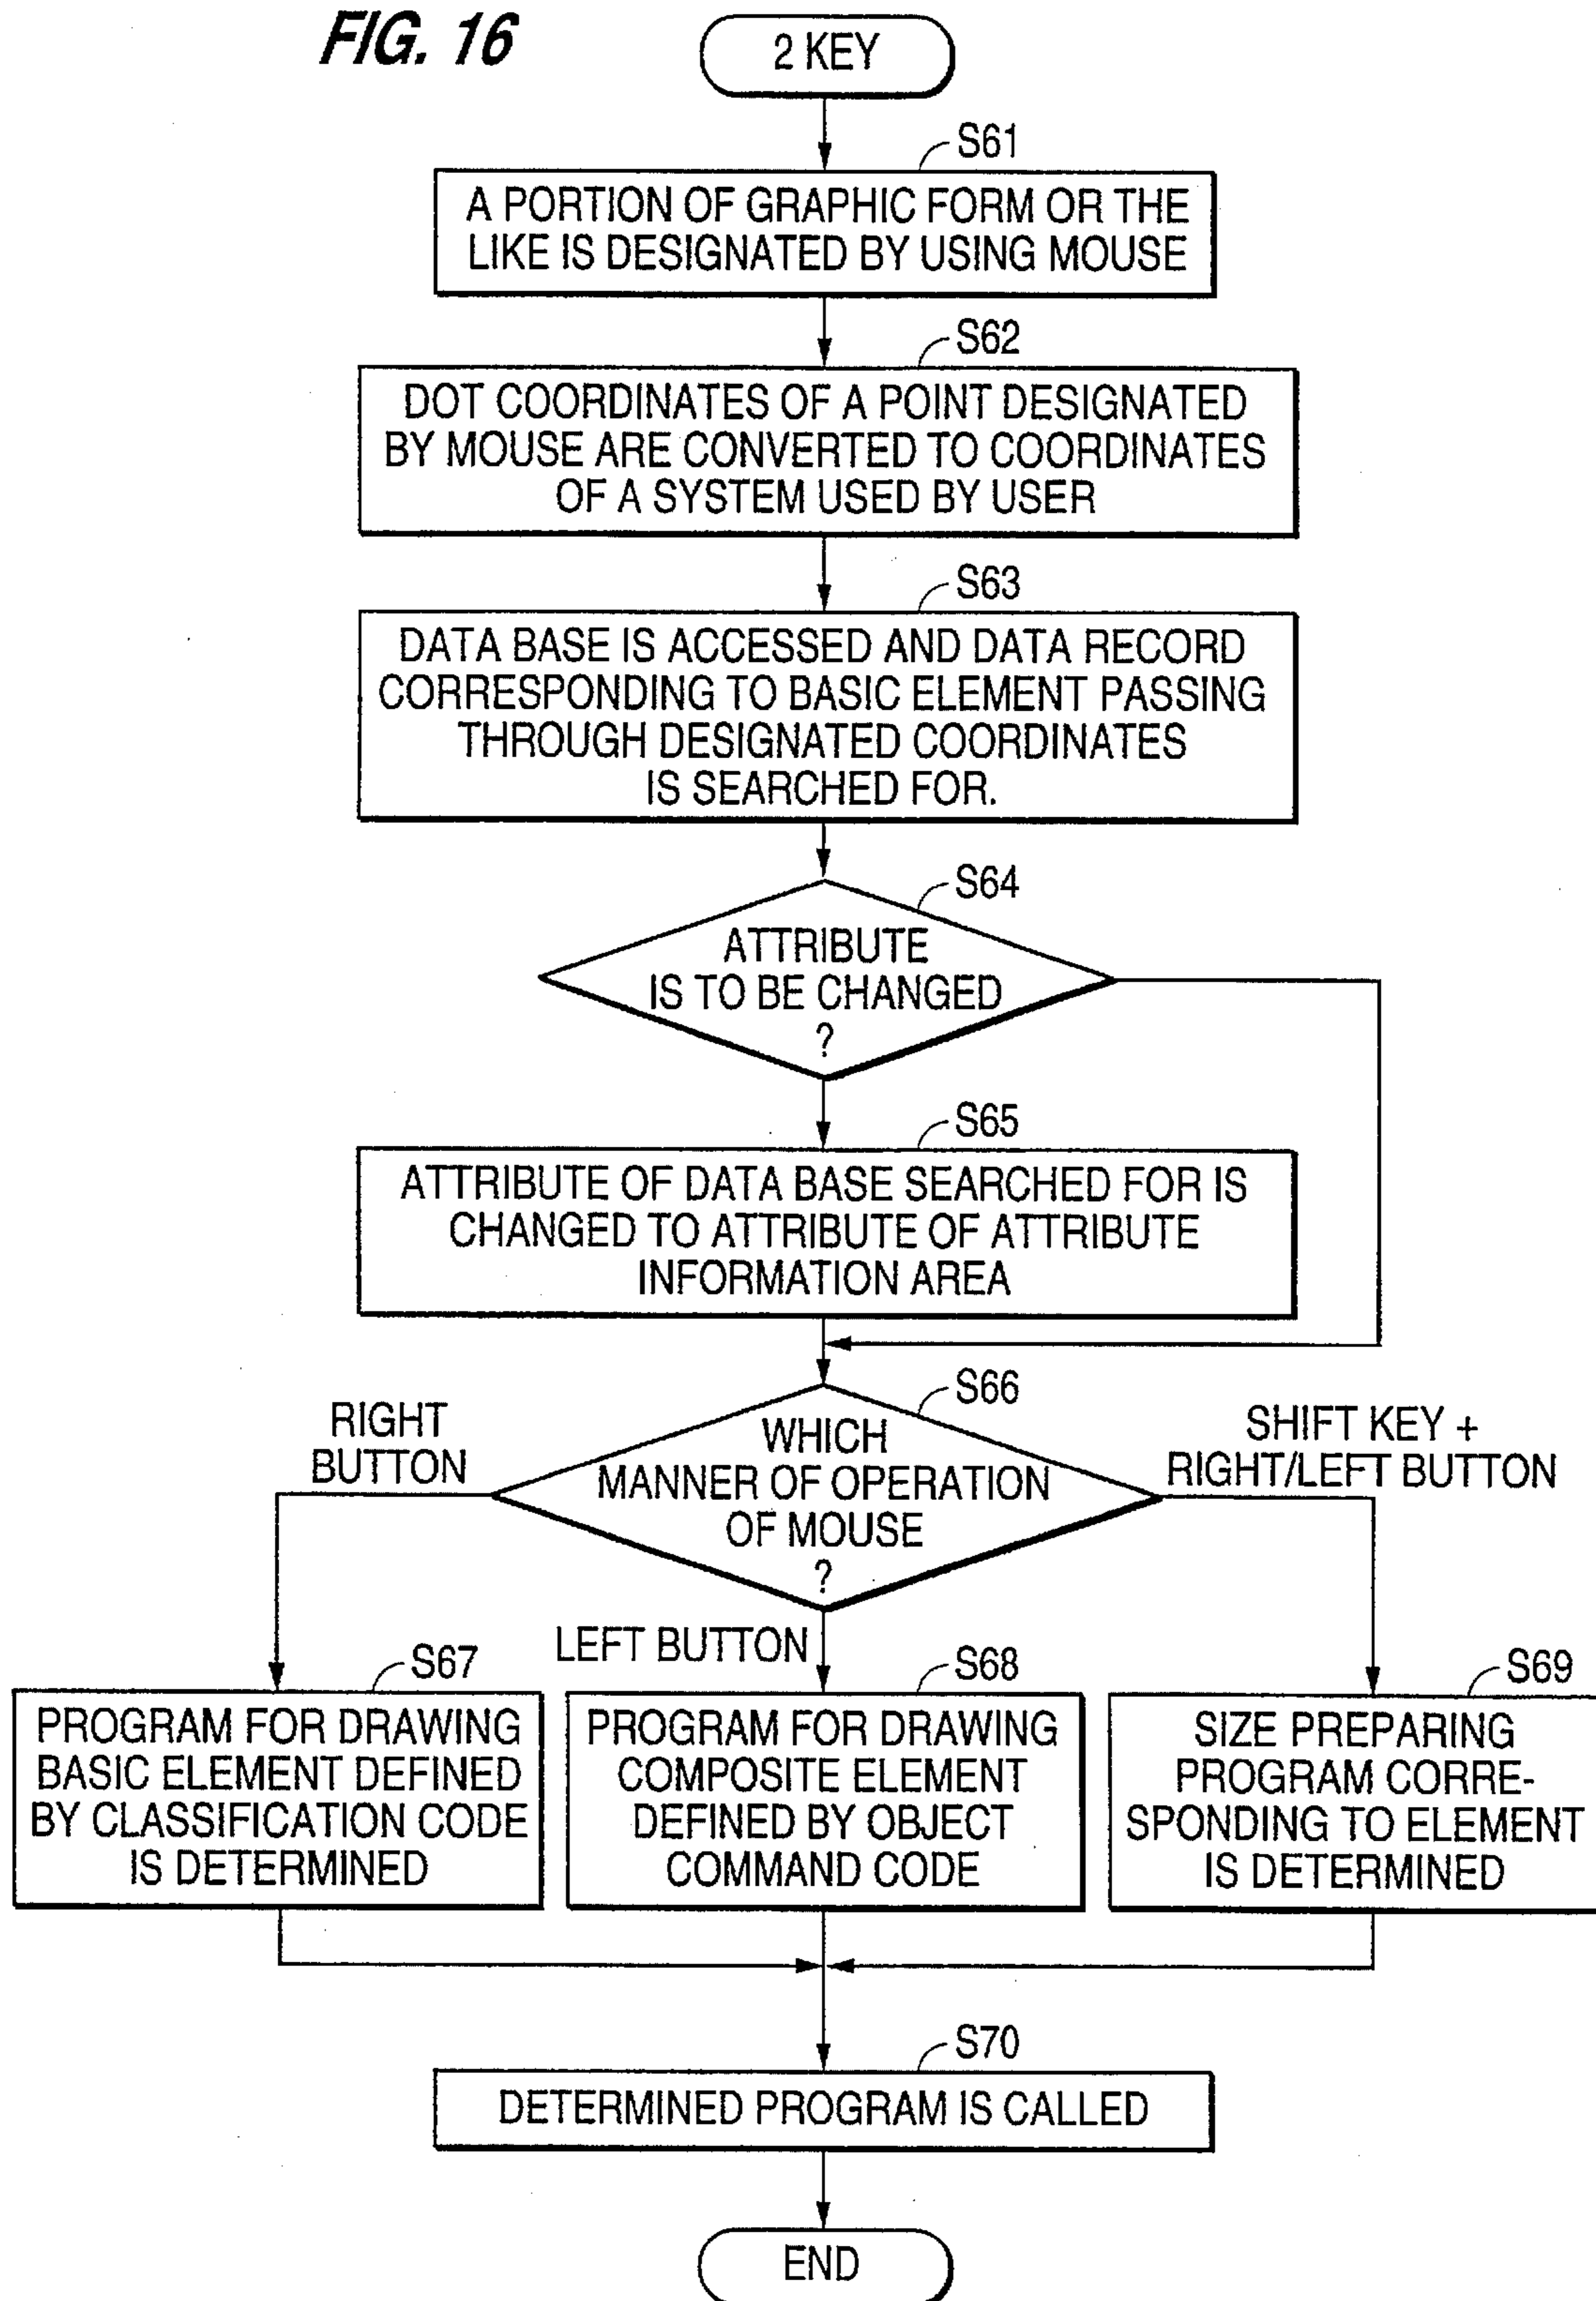 FIG. 16
2 KEY
S61
A PORTION OF GRAPHIC FORM OR THE
LIKE IS DESIGNATED BY USING MOUSE
S62
DOT COORDINATES OF A POINT DESIGNATED
BY MOUSE ARE CONVERTED TO COORDINATES
OF A SYSTEM USED BY USER
S63
DATA BASE IS ACCESSED AND DATA RECORD
CORRESPONDING TO BASIC ELEMENT PASSING
THROUGH DESIGNATED COORDINATES
IS SEARCHED FOR.
S64
ATTRIBUTE
IS TO BE CHANGED
?
S65
ATTRIBUTE OF DATA BASE SEARCHED FOR IS
CHANGED TO ATTRIBUTE OF ATTRIBUTE
INFORMATION AREA
S66
WHICH
MANNER OF OPERATION
OF MOUSE
?
RIGHT
BUTTON
SHIFT KEY +
RIGHT/LEFT BUTTON
LEFT BUTTON
S67
PROGRAM FOR DRAWING
BASIC ELEMENT DEFINED
BY CLASSIFICATION CODE
IS DETERMINED
S68
PROGRAM FOR DRAWING
COMPOSITE ELEMENT
DEFINED BY OBJECT
COMMAND CODE
S69
SIZE PREPARING
PROGRAM CORRE-
SPONDING TO ELEMENT
IS DETERMINED
S70
DETERMINED PROGRAM IS CALLED
END